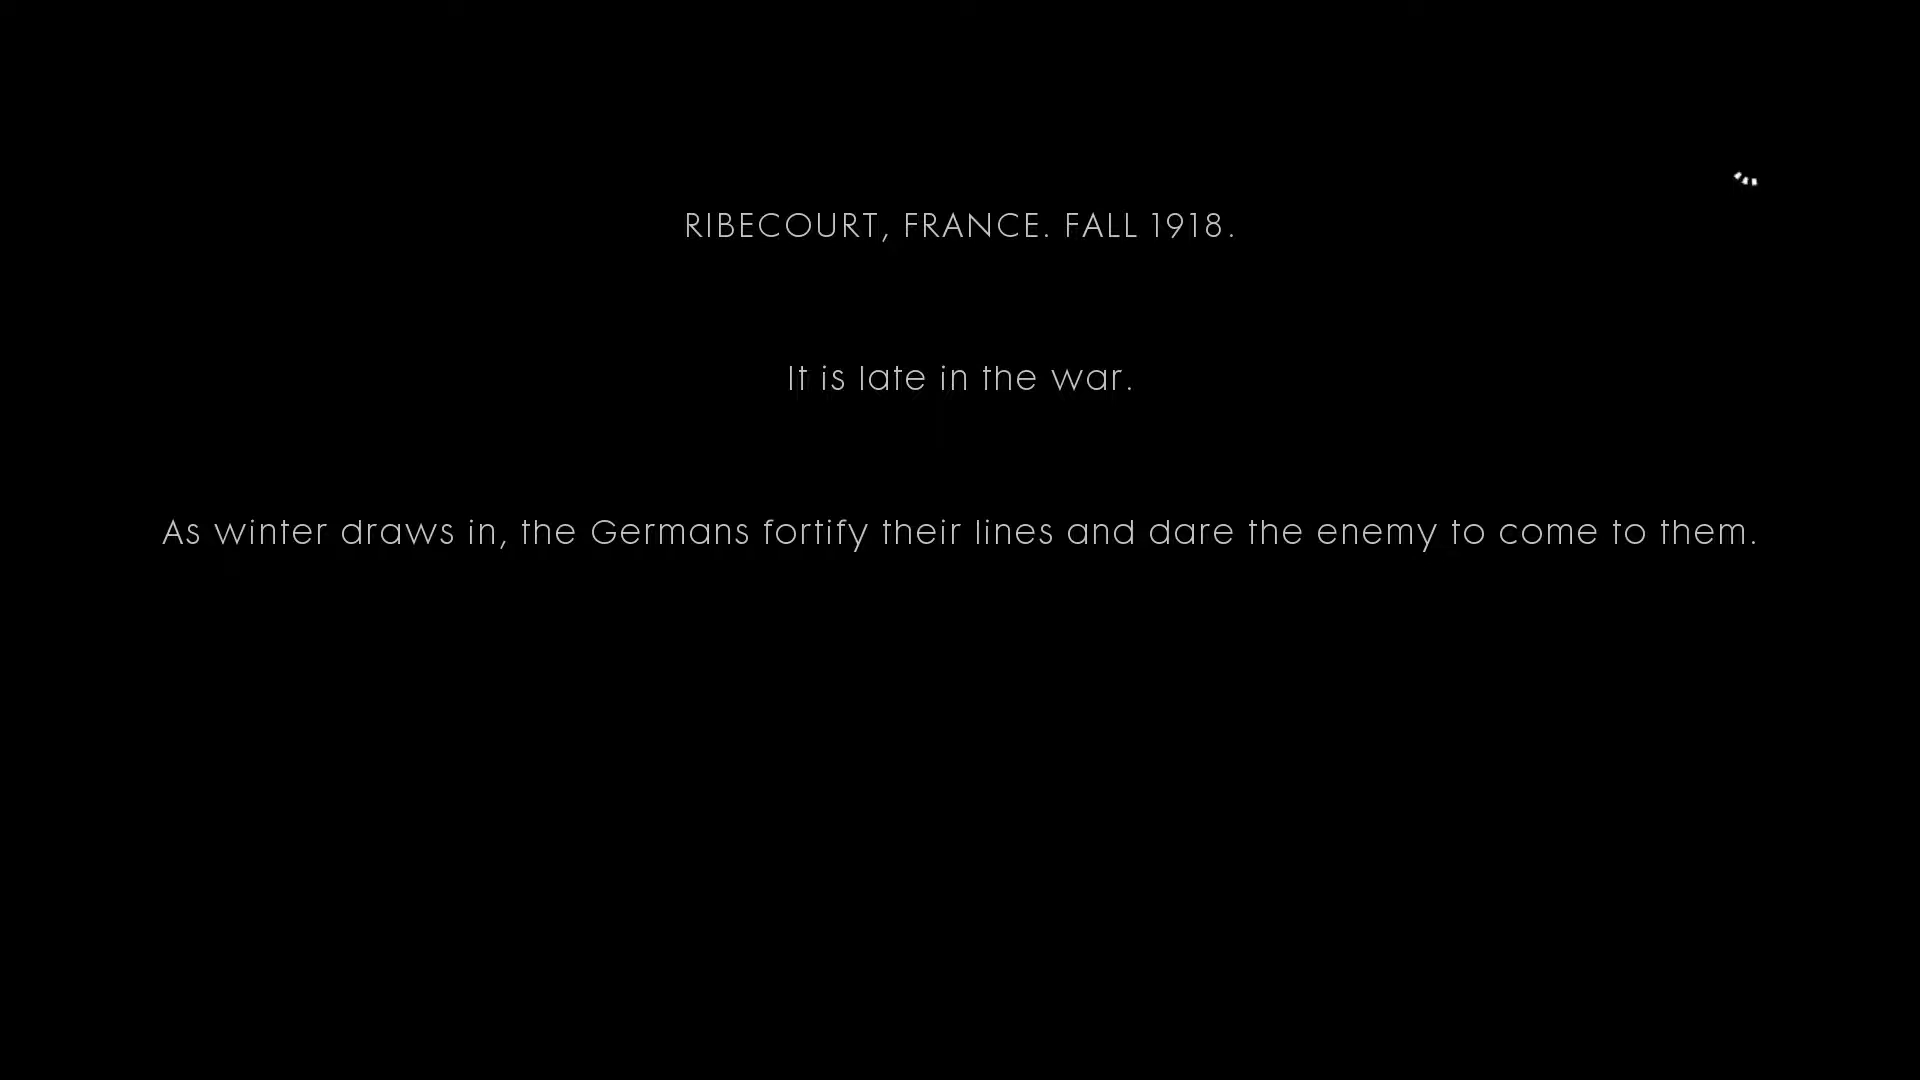 RIBECOURT, FRANCE. FALL 1918.
It is late in the war.
As winter draws in, the Germans fortify their lines and dare the enemy to come to them.